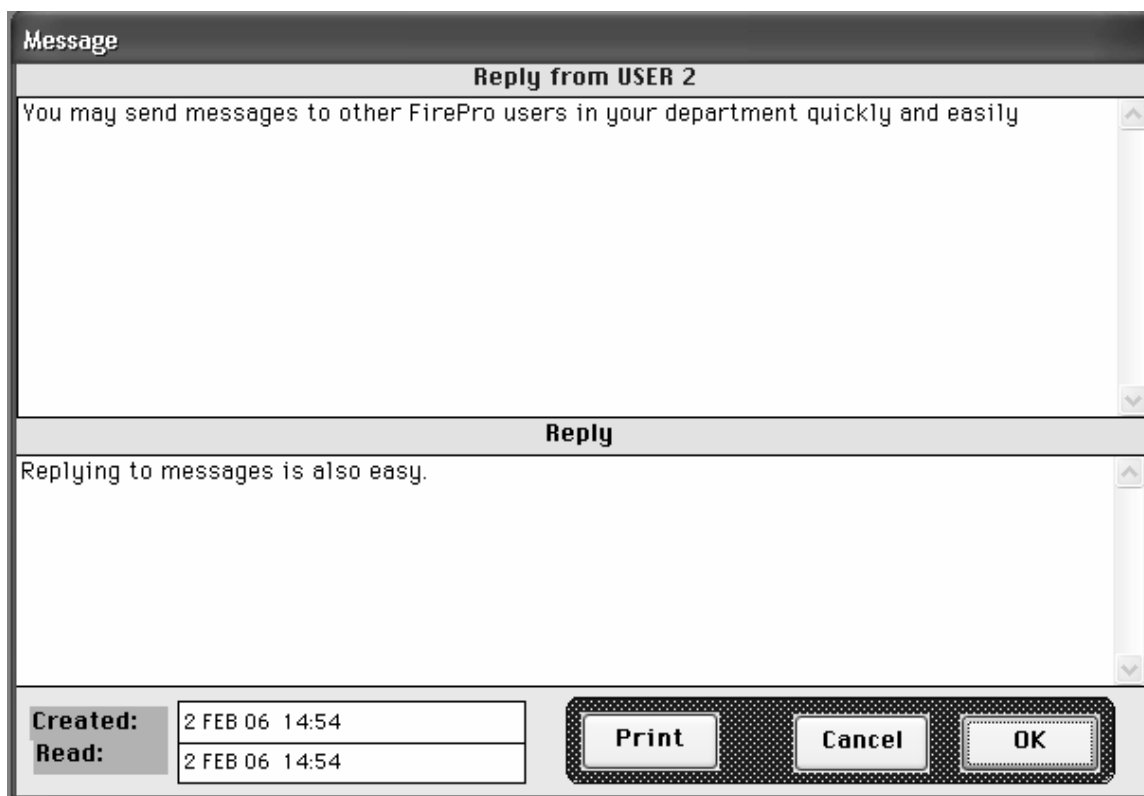 Message
Reply from USER 2
You may send messages to other FirePro users in your department quickly and easily
Reply
Replying to messages is also easy.
Created: 2 FEB 06 14:54
Read: 2 FEB 06 14:54
Print Cancel OK